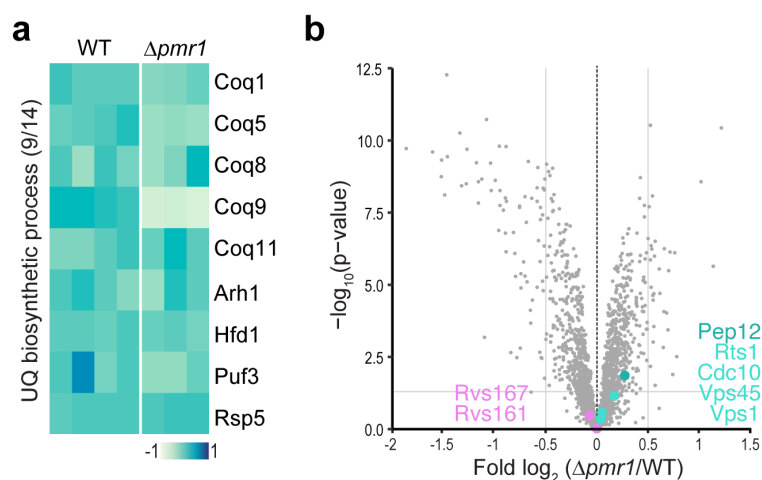 a
WT Δpmr1
UQ biosynthetic process (9/14)
Coq1
Coq5
Coq8
Coq9
Coq11
Arh1
Hfd1
Puf3
Rsp5
-1 1
b
−log10(p−value)
12.5
10.0
7.5
5.0
2.5
0.0
Pep12
Rts1
Cdc10
Vps45
Vps1
Rvs167
Rvs161
-2 -1.5 -1 -0.5 0 0.5 1 1.5
Fold log2 (Δpmr1/WT)